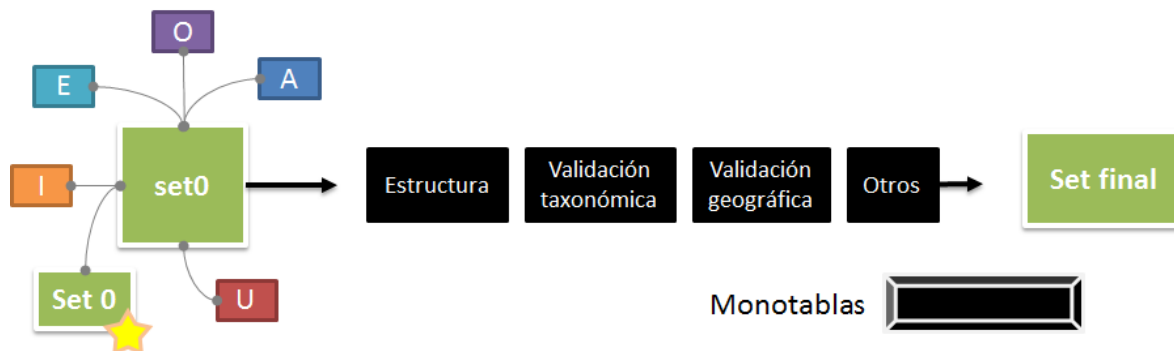 O
E
A
I
set0
Set 0
U
Estructura
Validación
taxonómica
Validación
geográfica
Otros
Set final
Monotablas